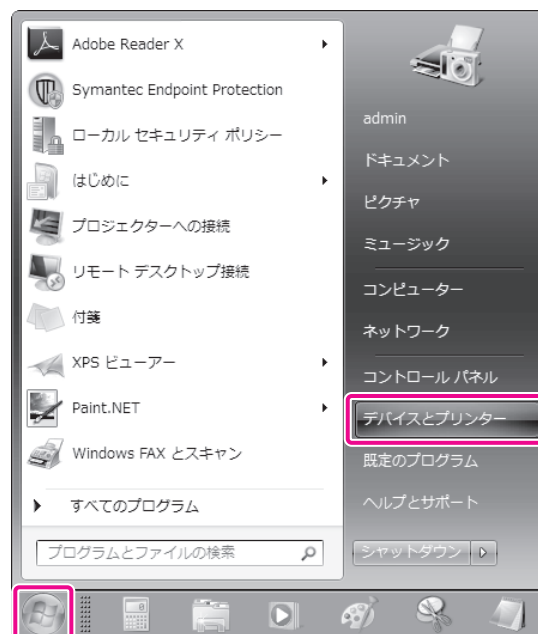 Adobe Reader X
Symantec Endpoint Protection
ローカル セキュリティ ポリシー
はじめに
プロジェクターへの接続
リモート デスクトップ接続
付箋
XPS ビューアー
Paint.NET
Windows FAX とスキャン
すべてのプログラム
プログラムとファイルの検索
admin
ドキュメント
ピクチャ
ミュージック
コンピューター
ネットワーク
コントロール パネル
デバイスとプリンター
既定のプログラム
ヘルプとサポート
シャットダウン